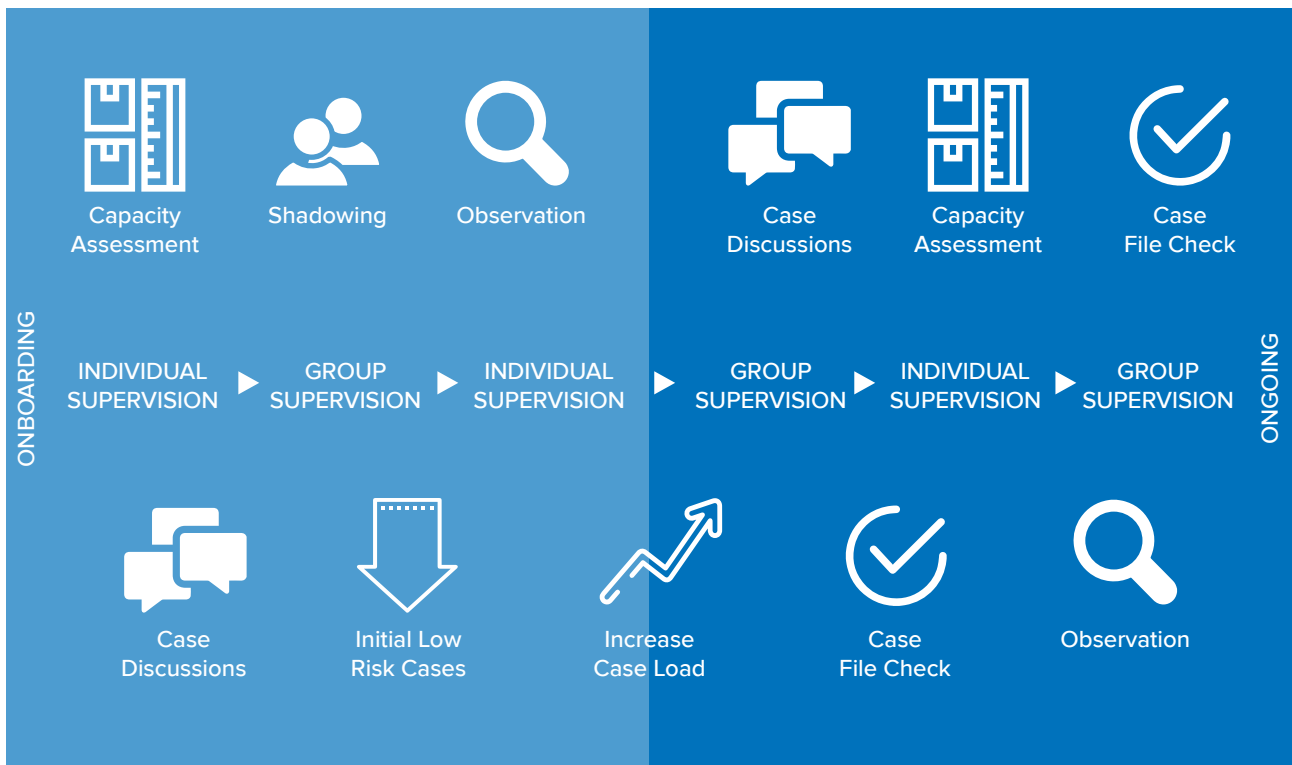 Capacity
Assessment
Shadowing
Observation
Case
Discussions
Capacity
Assessment
Case
File Check
ONBOARDING
INDIVIDUAL
SUPERVISION
GROUP
SUPERVISION
INDIVIDUAL
SUPERVISION
GROUP
SUPERVISION
INDIVIDUAL
SUPERVISION
GROUP
SUPERVISION
ONGOING
Case
Discussions
Initial Low
Risk Cases
Increase
Case Load
Case
File Check
Observation